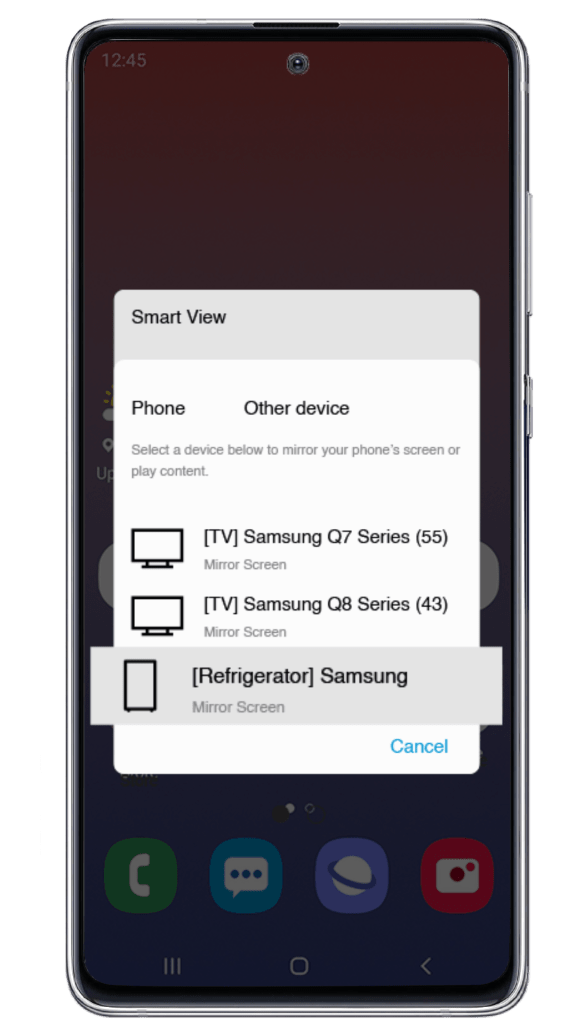 12:45
Smart View
Phone Other device
Select a device below to mirror your phone's screen or
play content.
[TV] Samsung Q7 Series (55)
Mirror Screen
[TV] Samsung Q8 Series (43)
Mirror Screen
[Refrigerator] Samsung
Mirror Screen
Cancel